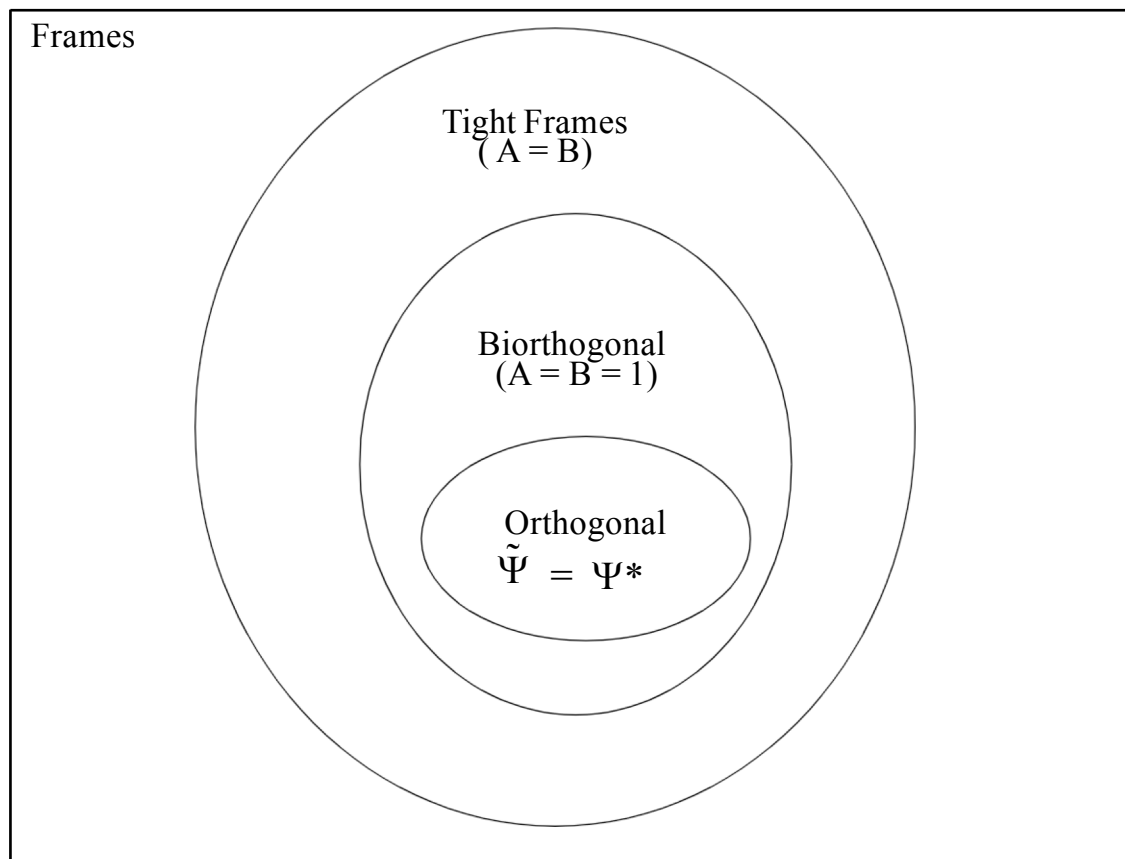 Frames
Tight Frames
( A = B)
Biorthogonal
(A = B = 1)
Orthogonal
Ψ̃ = Ψ*